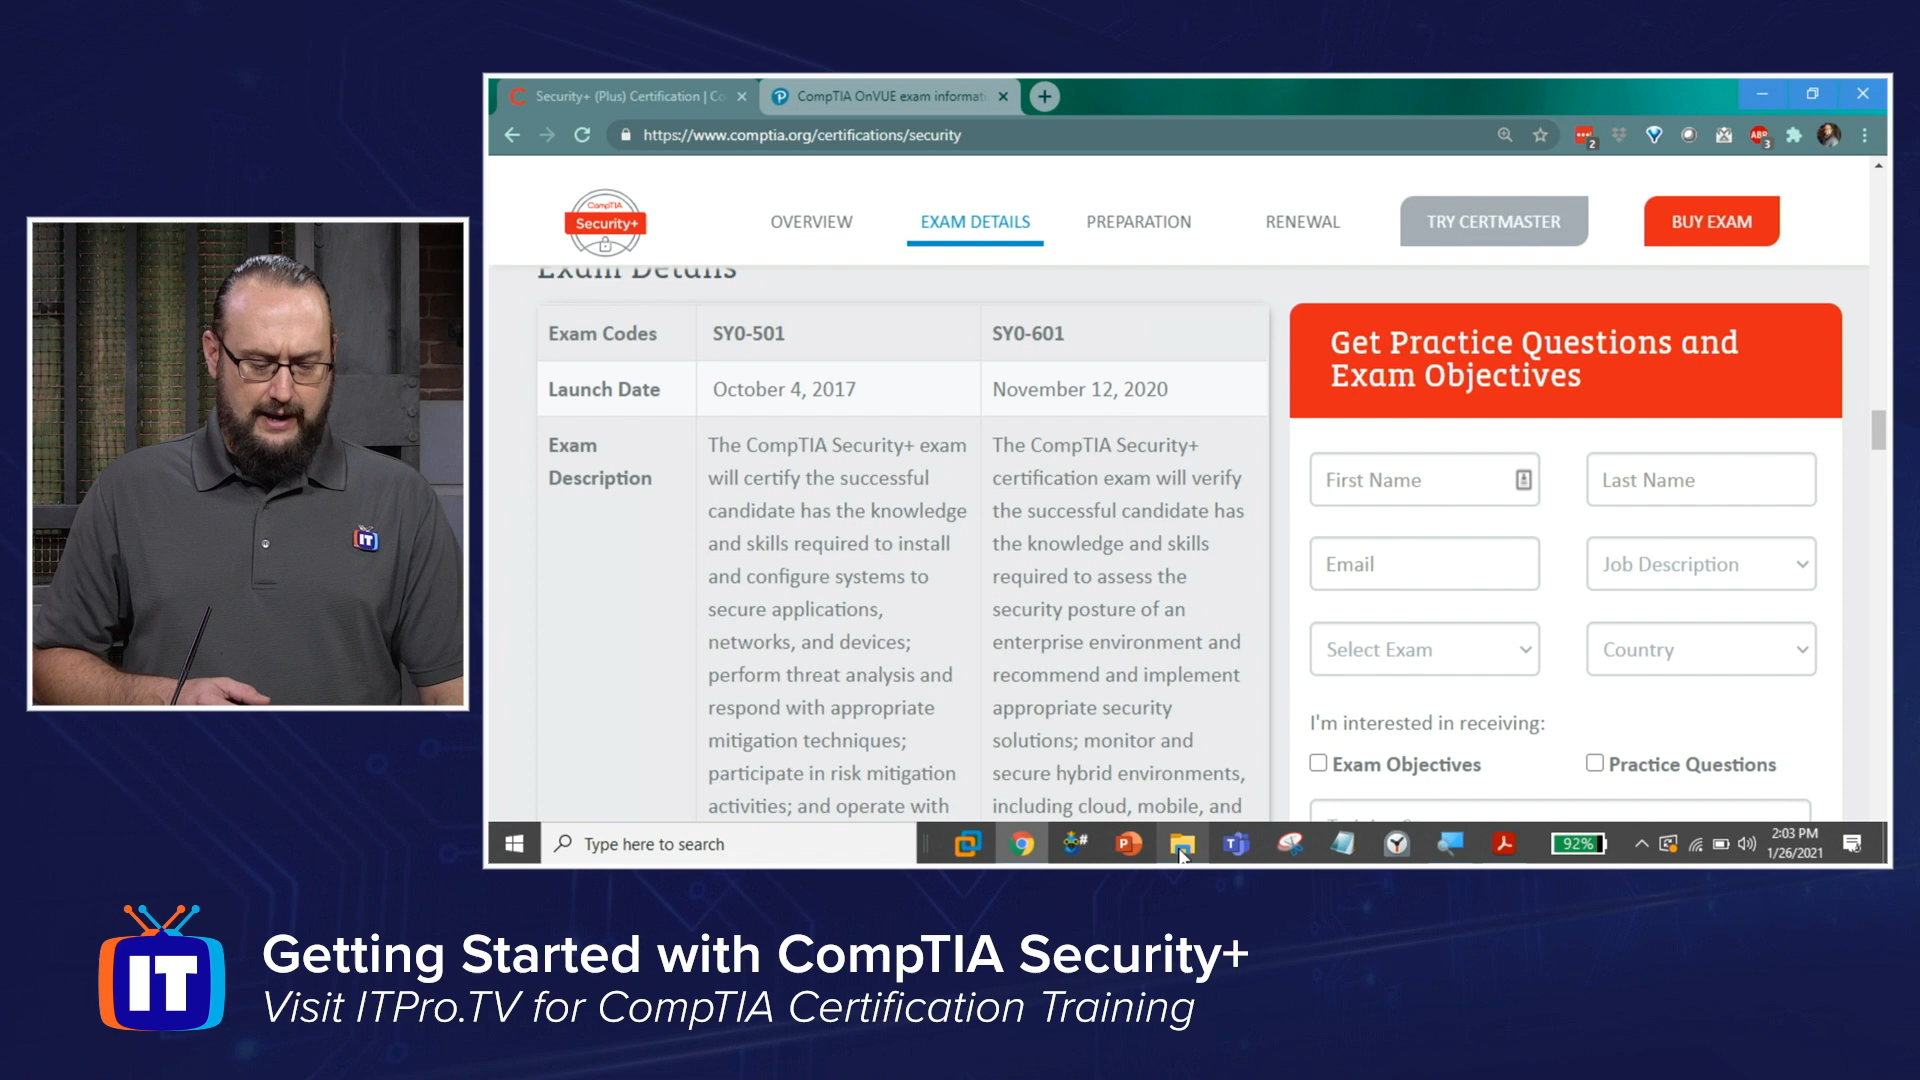 Security+ (Plus) Certification | Co
CompTIA OnVUE exam informati
https://www.comptia.org/certifications/security
2
ABP
3
CompTIA
Security+
OVERVIEW
EXAM DETAILS
PREPARATION
RENEWAL
TRY CERTMASTER
BUY EXAM
Exam Details
Exam Codes
SY0-501
SY0-601
Launch Date
October 4, 2017
November 12, 2020
Exam
Description
The CompTIA Security+ exam
will certify the successful
candidate has the knowledge
and skills required to install
and configure systems to
secure applications,
networks, and devices;
perform threat analysis and
respond with appropriate
mitigation techniques;
participate in risk mitigation
activities; and operate with
The CompTIA Security+
certification exam will verify
the successful candidate has
the knowledge and skills
required to assess the
security posture of an
enterprise environment and
recommend and implement
appropriate security
solutions; monitor and
secure hybrid environments,
including cloud, mobile, and
Get Practice Questions and
Exam Objectives
First Name
Last Name
Email
Job Description
Select Exam
Country
I'm interested in receiving:
Exam Objectives
Practice Questions
Type here to search
92%
2:03 PM
1/26/2021
IT
IT
Getting Started with CompTIA Security+
Visit ITPro.TV for CompTIA Certification Training